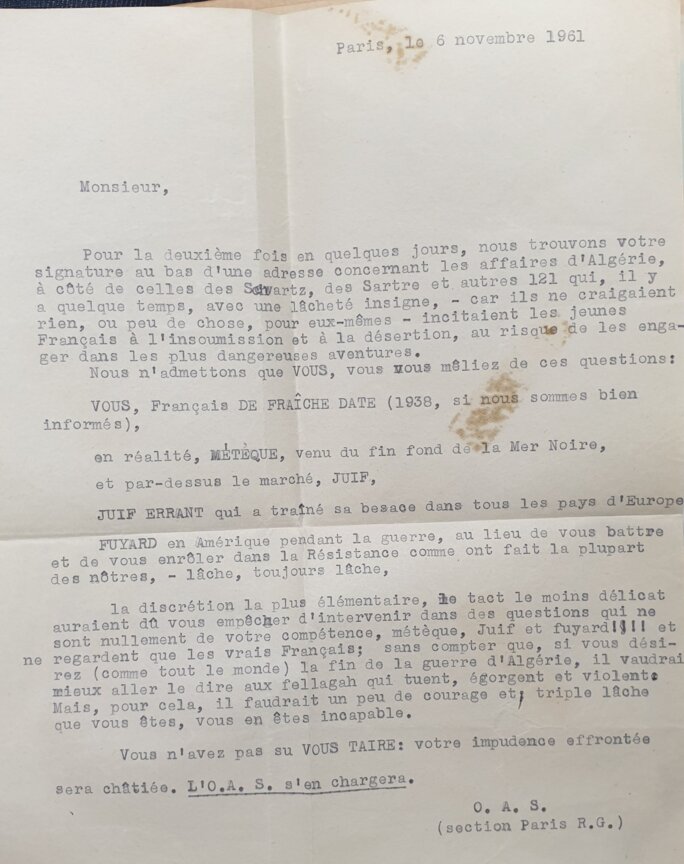 Paris, le 6 novembre 1961
Monsieur,
Pour la deuxième fois en quelques jours, nous trouvons votre
signature au bas d'une adresse concernant les affaires d'Algérie,
à côté de celles des Schwartz, des Sartre et autres 121 qui, il y
a quelque temps, avec une lâcheté insigne, - car ils ne craigaient
rien, ou peu de chose, pour eux-mêmes - incitaient les jeunes
Français à l'insoumission et à la désertion, au risque de les enga-
ger dans les plus dangereuses aventures.
Nous n'admettons que VOUS, vous vous mêliez de ces questions:
VOUS, Français DE FRAÎCHE DATE (1938, si nous sommes bien
informés),
en réalité, MÉTÈQUE, venu du fin fond de la Mer Noire,
et par-dessus le marché, JUIF,
JUIF ERRANT qui a traîné sa besace dans tous les pays d'Europe
FUYARD en Amérique pendant la guerre, au lieu de vous battre
et de vous enrôler dans la Résistance comme ont fait la plupart
des nôtres, - lâche, toujours lâche,
la discrétion la plus élémentaire, le tact le moins délicat
auraient dû vous empêcher d'intervenir dans des questions qui ne
sont nullement de votre compétence, métèque, Juif et fuyard!!!! et
ne regardent que les vrais Français; sans compter que, si vous dési-
rez (comme tout le monde) la fin de la guerre d'Algérie, il vaudrai
mieux aller le dire aux fellagah qui tuent, égorgent et violent.
Mais, pour cela, il faudrait un peu de courage et, triple lâche
que vous êtes, vous en êtes incapable.
Vous n'avez pas su VOUS TAIRE: votre impudence effrontée
sera châtiée. L'O.A. S. s'en chargera.
O. A. S.
(section Paris R.G.)